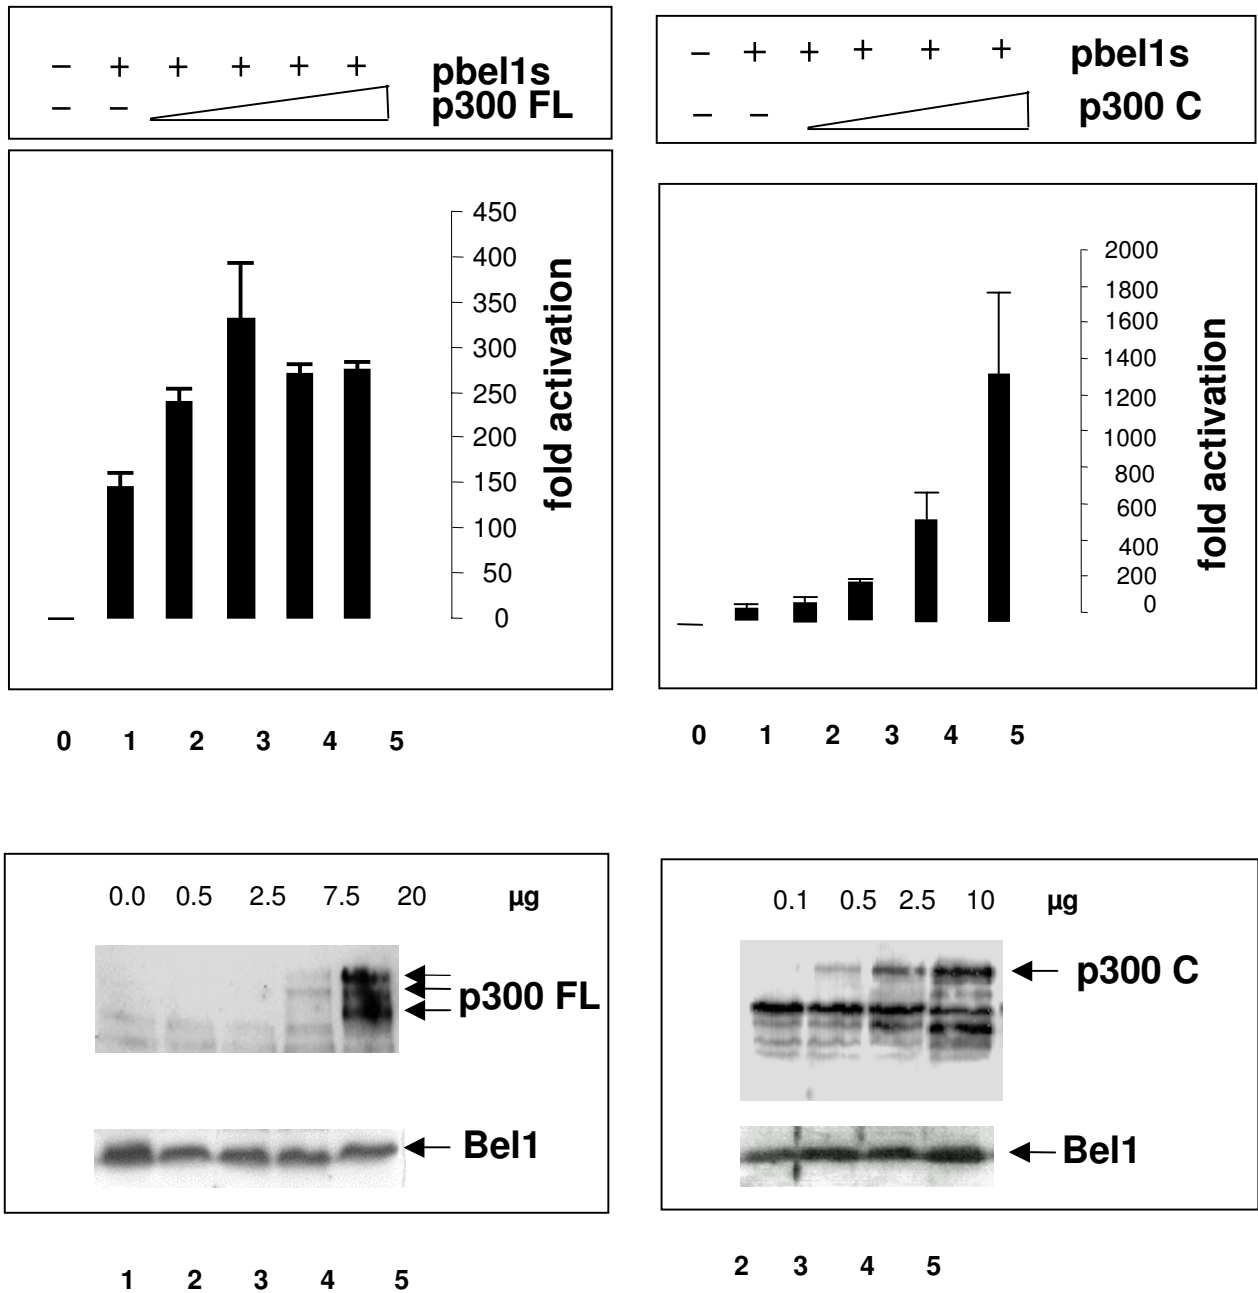 − + + + + + pbel1s
− − p300 FL
− + + + + + pbel1s
− − p300 C
450
400
350
300
250
200
150
100
50
0
fold activation
0 1 2 3 4 5
2000
1800
1600
1400
1200
1000
800
600
400
200
0
fold activation
0 1 2 3 4 5
0.0 0.5 2.5 7.5 20 µg
p300 FL
Bel1
1 2 3 4 5
0.1 0.5 2.5 10 µg
p300 C
Bel1
2 3 4 5